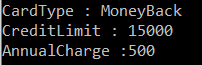 CardType : MoneyBack
CreditLimit : 15000
AnnualCharge :500